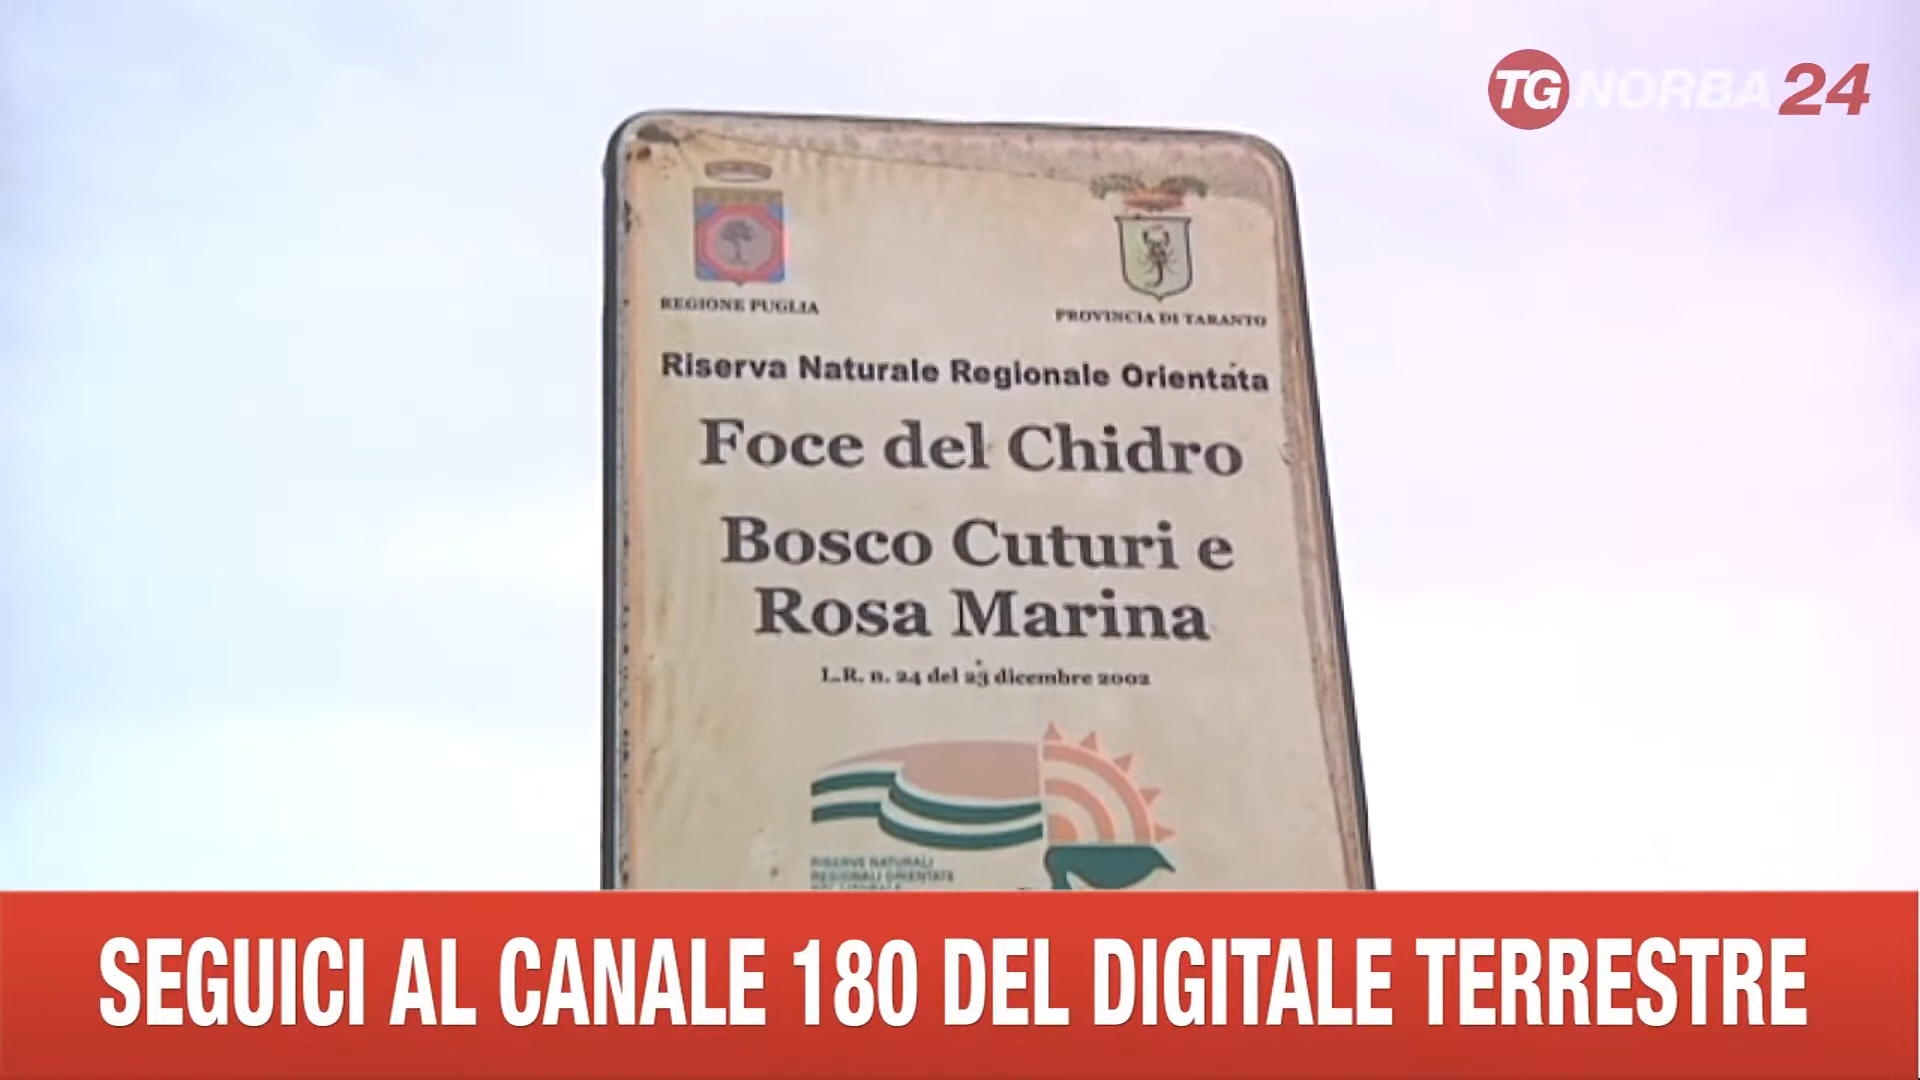 TG NORBA 24
REGIONE PUGLIA
PROVINCIA DI TARANTO
Riserva Naturale Regionale Orientata
Foce del Chidro
Bosco Cuturi e
Rosa Marina
L.R. n. 24 del 23 dicembre 2002
RISERVE NATURALI
REGIONALI ORIENTATE
SEGUICI AL CANALE 180 DEL DIGITALE TERRESTRE